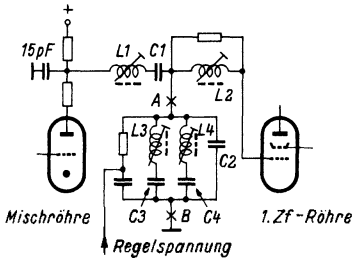 +
15pF
L1
C1
L2
A
L3
L4
C2
C3
B
C4
Mischröhre
1. Zf-Röhre
Regelspannung